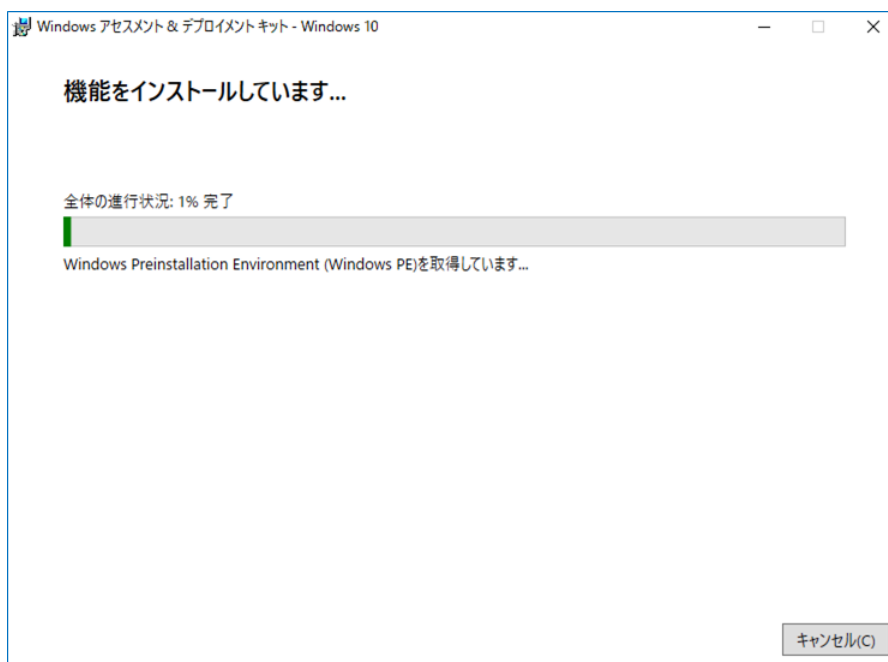 Windows アセスメント & デプロイメント キット - Windows 10
機能をインストールしています...
全体の進行状況: 1% 完了
Windows Preinstallation Environment (Windows PE)を取得しています...
キャンセル(C)